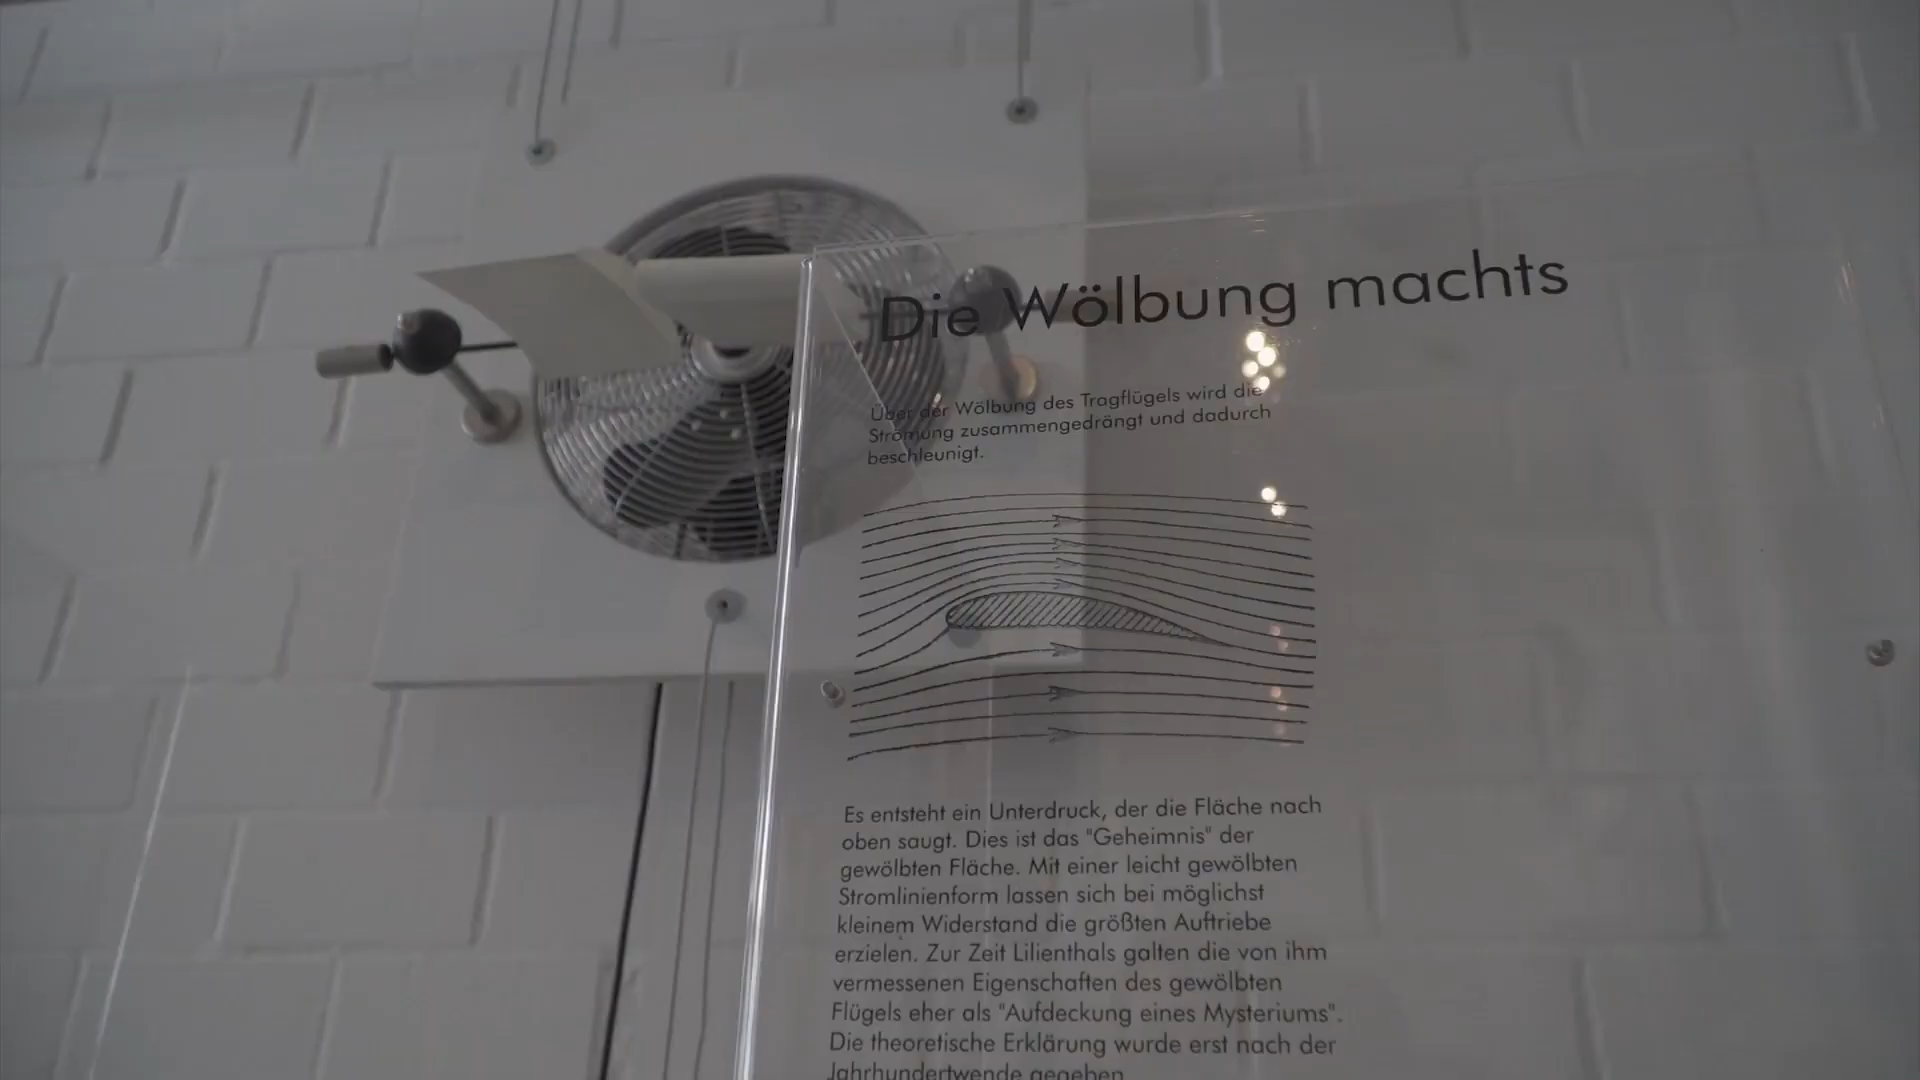 Die Wölbung machts
Über der Wölbung des Tragflügels wird die
Strömung zusammengedrängt und dadurch
beschleunigt.
Es entsteht ein Unterdruck, der die Fläche nach
oben saugt. Dies ist das "Geheimnis" der
gewölbten Fläche. Mit einer leicht gewölbten
Stromlinienform lassen sich bei möglichst
kleinem Widerstand die größten Auftriebe
erzielen. Zur Zeit Lilienthals galten die von ihm
vermessenen Eigenschaften des gewölbten
Flügels eher als "Aufdeckung eines Mysteriums".
Die theoretische Erklärung wurde erst nach der
Jahrhundertwende gegeben